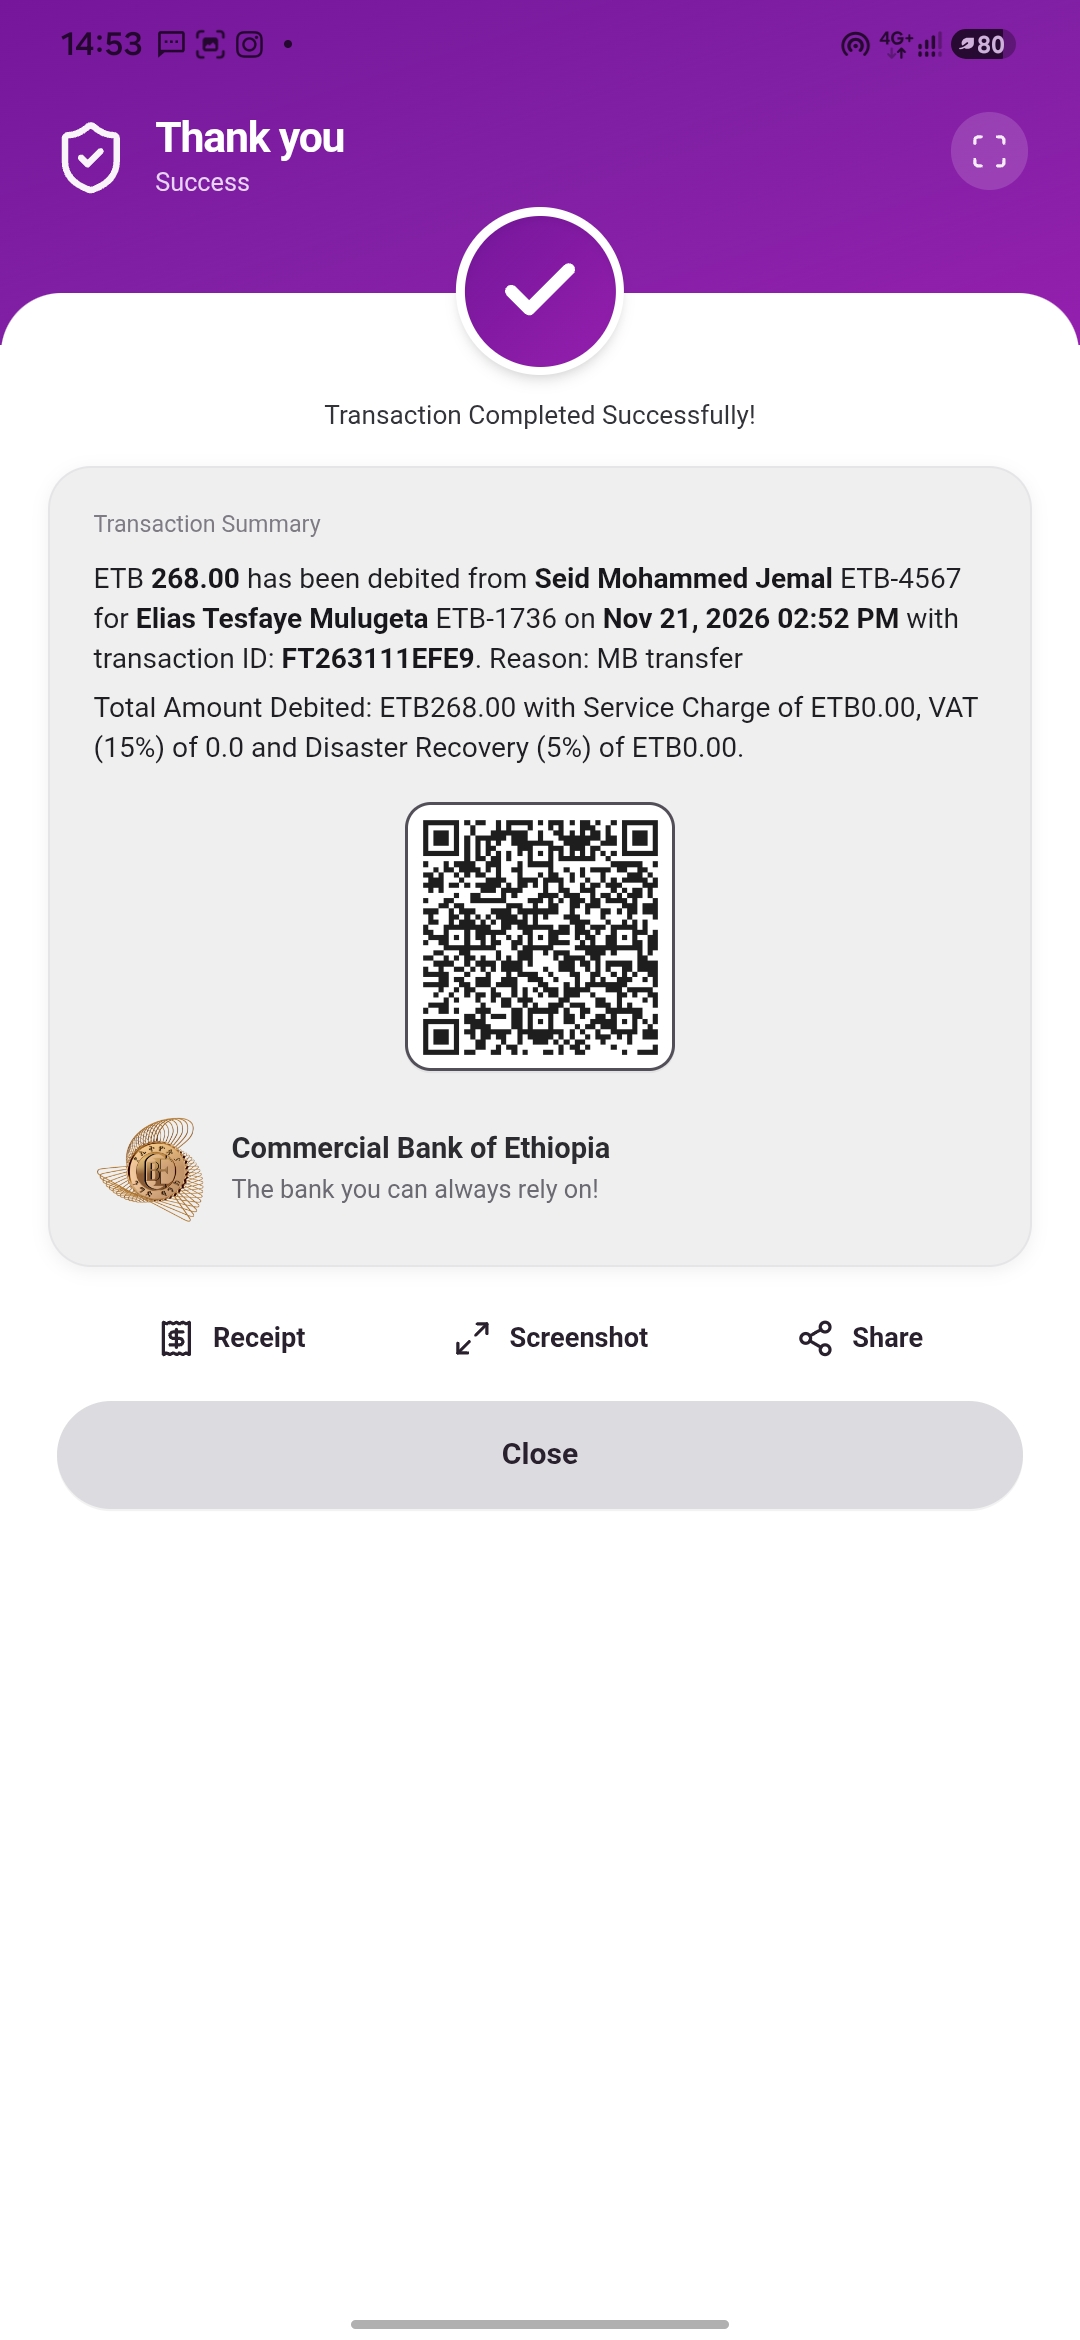 14:53
4G+
80
Thank you
Success
Transaction Completed Successfully!
Transaction Summary
ETB 268.00 has been debited from Seid Mohammed Jemal ETB-4567
for Elias Tesfaye Mulugeta ETB-1736 on Nov 21, 2026 02:52 PM with
transaction ID: FT263111EFE9. Reason: MB transfer
Total Amount Debited: ETB268.00 with Service Charge of ETB0.00, VAT
(15%) of 0.0 and Disaster Recovery (5%) of ETB0.00.
Commercial Bank of Ethiopia
The bank you can always rely on!
Receipt
Screenshot
Share
Close